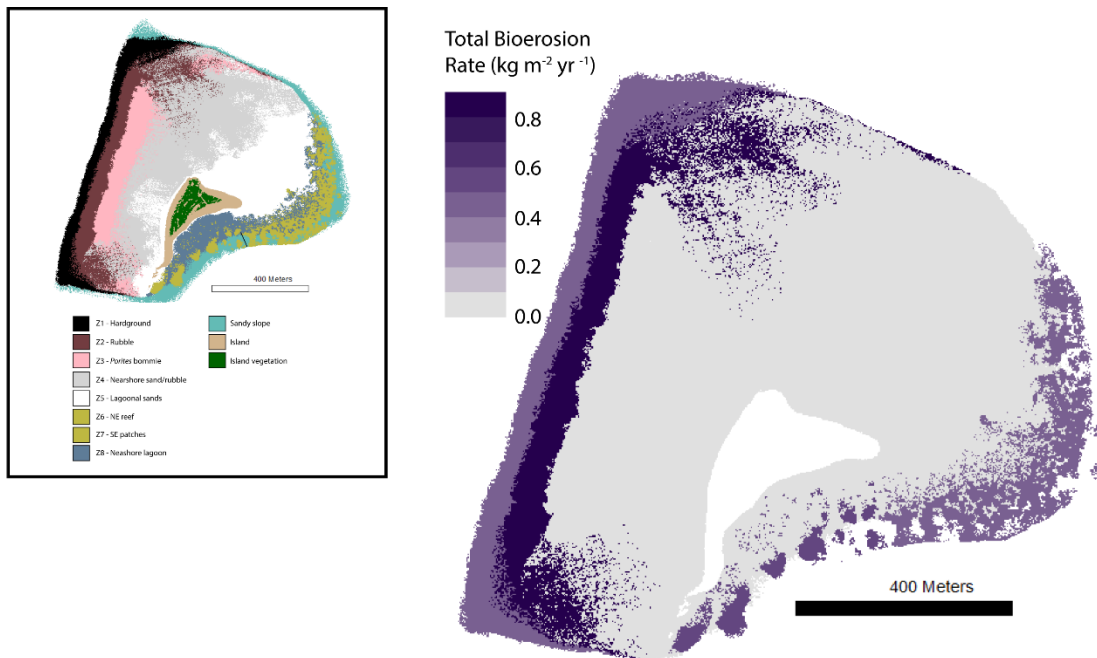 400 Meters
Z1 - Hardground
Z2 - Rubble
Z3 - Porites bommie
Z4 - Nearshore sand/rubble
Z5 - Lagoonal sands
Z6 - NE reef
Z7 - SE patches
Z8 - Neashore lagoon
Sandy slope
Island
Island vegetation
Total Bioerosion
Rate (kg m⁻² yr ⁻¹)
0.8
0.6
0.4
0.2
0.0
400 Meters